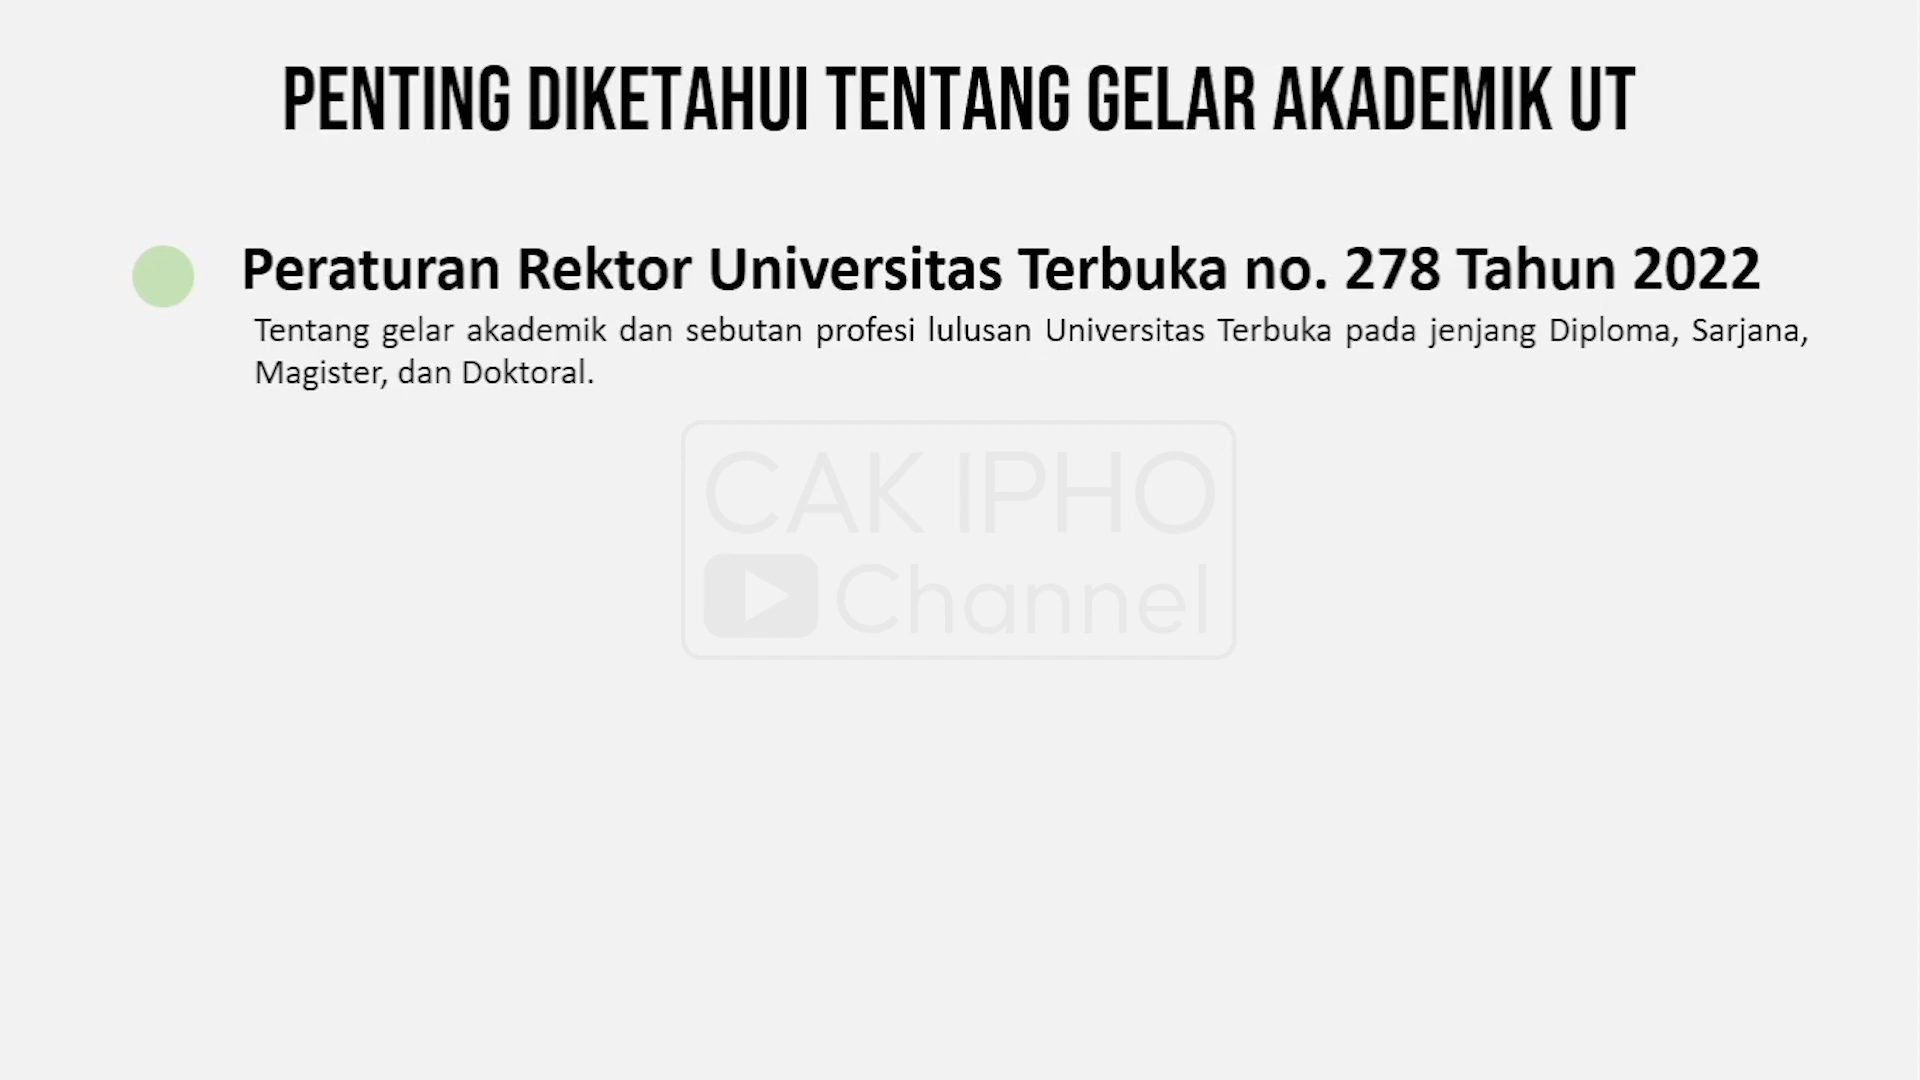 PENTING DIKETAHUI TENTANG GELAR AKADEMIK UT
Peraturan Rektor Universitas Terbuka no. 278 Tahun 2022
Tentang gelar akademik dan sebutan profesi lulusan Universitas Terbuka pada jenjang Diploma, Sarjana,
Magister, dan Doktoral.
CAK IPHO
Channel